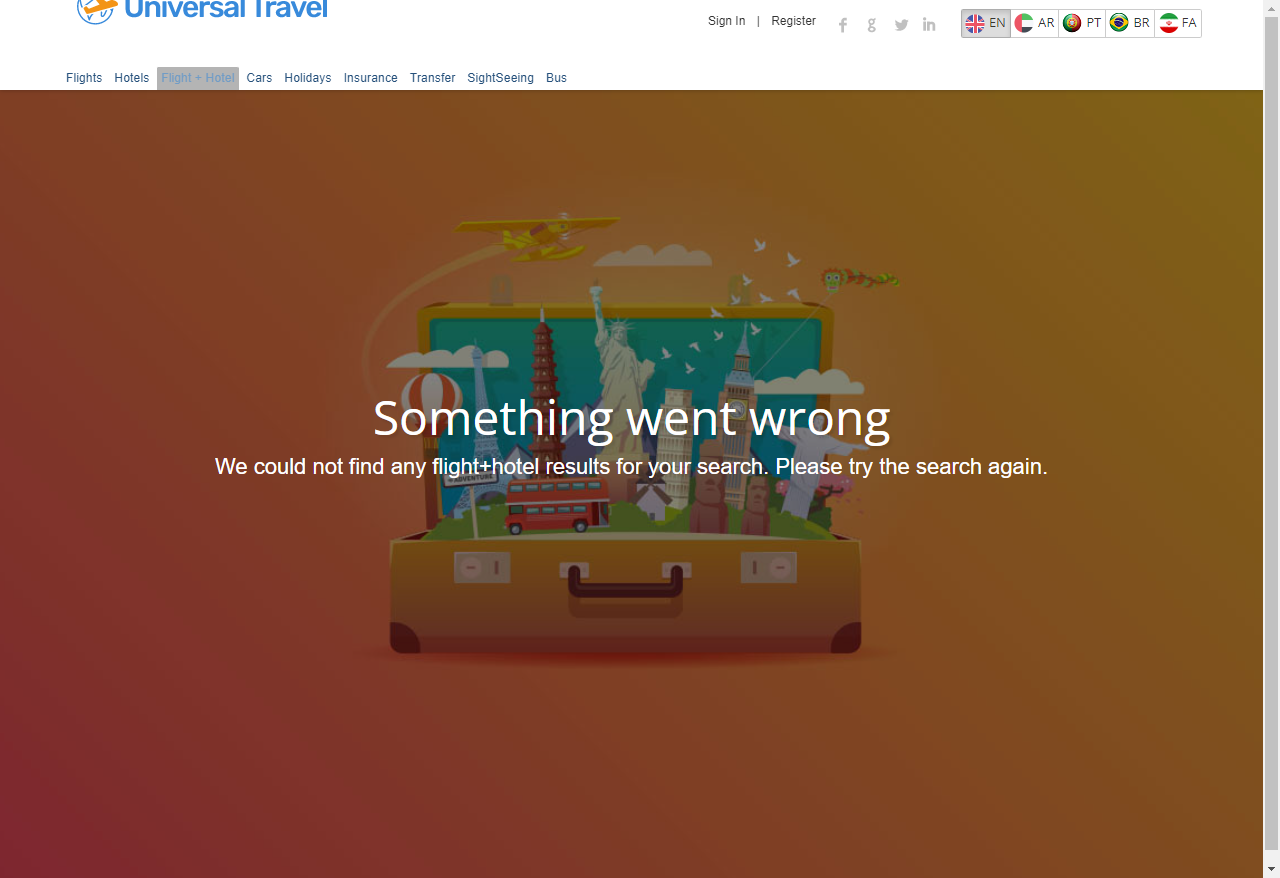 Universal Travel
Sign In | Register
EN AR PT BR FA
Flights Hotels Flight + Hotel Cars Holidays Insurance Transfer SightSeeing Bus
Something went wrong
We could not find any flight+hotel results for your search. Please try the search again.
ADVENTURE